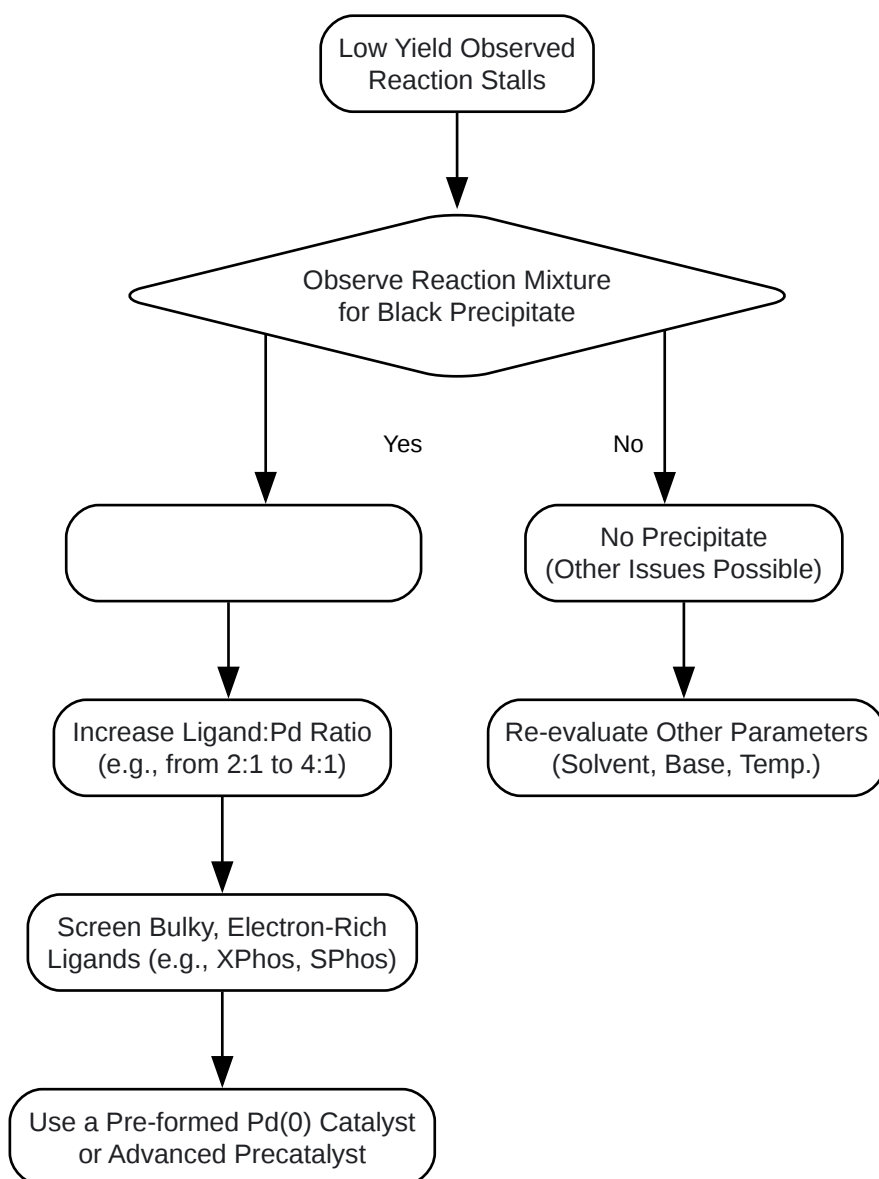 Low Yield Observed
Reaction Stalls
Observe Reaction Mixture
for Black Precipitate
Yes
No
No Precipitate
(Other Issues Possible)
Increase Ligand:Pd Ratio
(e.g., from 2:1 to 4:1)
Re-evaluate Other Parameters
(Solvent, Base, Temp.)
Screen Bulky, Electron-Rich
Ligands (e.g., XPhos, SPhos)
Use a Pre-formed Pd(0) Catalyst
or Advanced Precatalyst